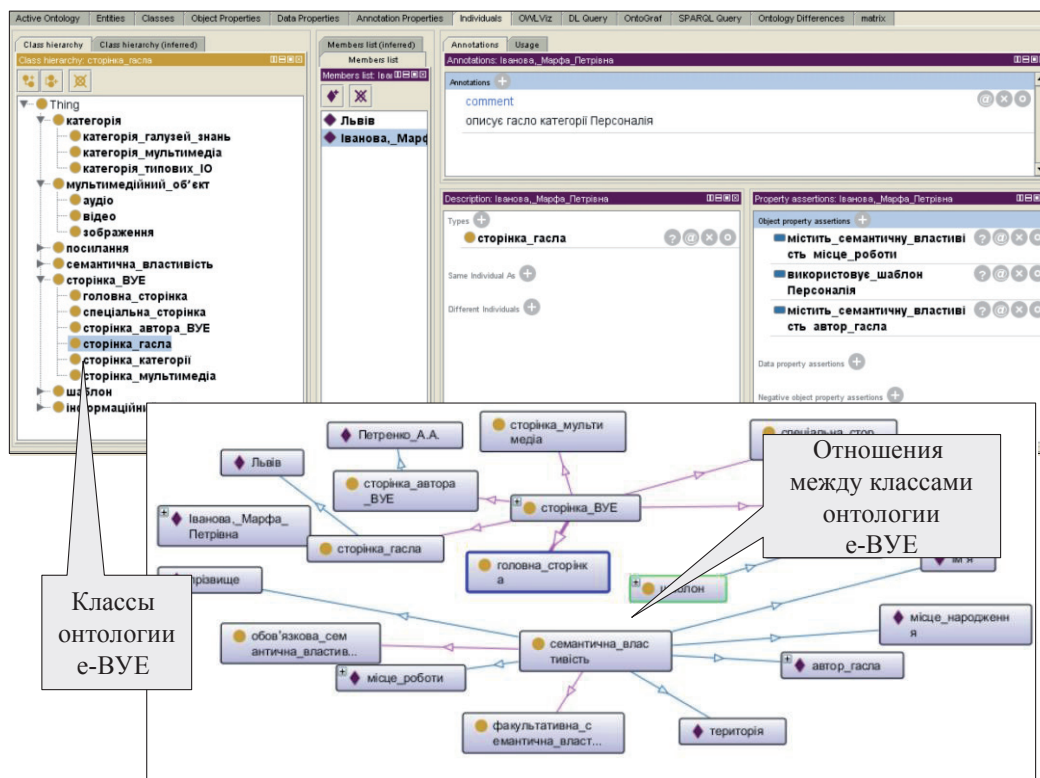 Active Ontology Entities Classes Object Properties Data Properties Annotation Properties Individuals OWLViz DL Query OntoGraf SPARQL Query Ontology Differences matrix
Class hierarchy Class hierarchy (inferred)
Class hierarchy: сторінка_гасла
Thing
категорія
категорія_галузей_знань
категорія_мультимедіа
категорія_типових_ІО
мультимедійний_об'єкт
аудіо
відео
зображення
посилання
семантична_властивість
сторінка_ВУЕ
головна_сторінка
спеціальна_сторінка
сторінка_автора_ВУЕ
сторінка_гасла
сторінка_категорії
сторінка_мультимедіа
шаблон
Members list (inferred)
Members list
Members list: Іван
Львів
Іванова,_Марф
Annotations Usage
Annotations: Іванова,_Марфа_Петрівна
Annotations
comment
описує гасло категорії Персоналія
Description: Іванова,_Марфа_Петрівна
Types
сторінка_гасла
Same Individual As
Different Individuals
Property assertions: Іванова,_Марфа_Петрівна
Object property assertions
містить_семантичну_властиві
сть місце_роботи
використовує_шаблон
Персоналія
містить_семантичну_властиві
сть автор_гасла
Data property assertions
Negative object property assertions
Петренко_А.А.
сторінка_мульти
медіа
Львів
сторінка_автора
_ВУЕ
сторінка_ВУЕ
Іванова,_Марфа_
Петрівна
сторінка_гасла
головна_сторінк
а
прізвище
шаблон
ім'я
обов'язкова_сем
антична_властив...
семантична_влас
тивість
місце_народженн
я
місце_роботи
автор_гасла
факультативна_с
емантична_власт...
територія
Классы
онтологии
е-ВУЕ
Отношения
между классами
онтологии
е-ВУЕ